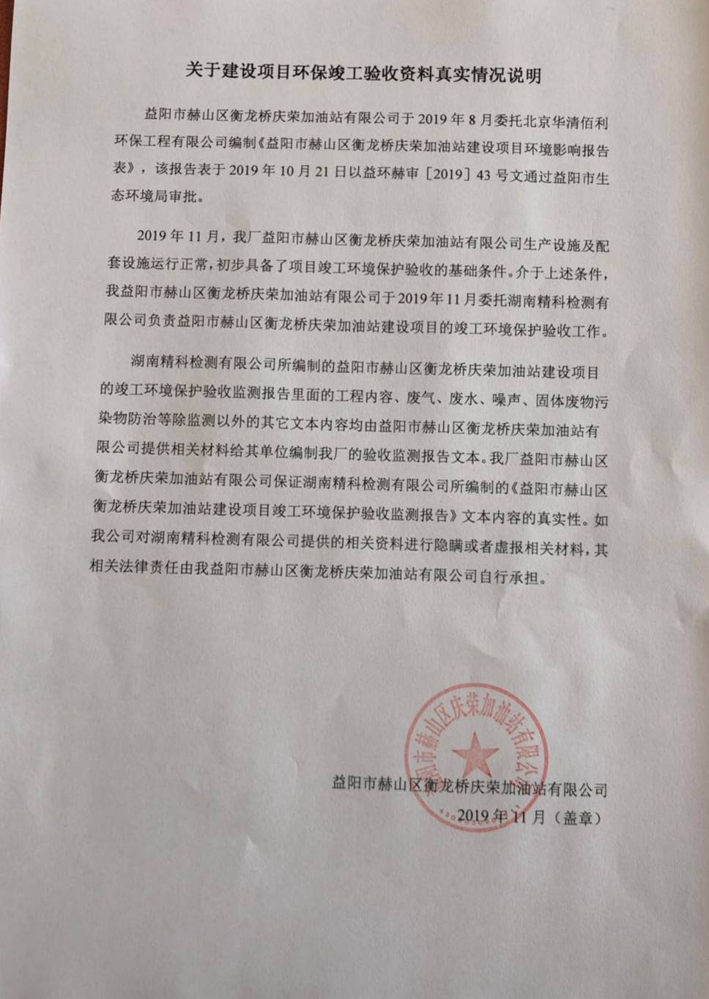 关于建设项目环保竣工验收资料真实情况说明
益阳市赫山区衡龙桥庆荣加油站有限公司于 2019 年 8 月委托北京华清佰利
环保工程有限公司编制《益阳市赫山区衡龙桥庆荣加油站建设项目环境影响报告
表》，该报告表于 2019 年 10 月 21 日以益环赫审［2019］43 号文通过益阳市生
态环境局审批。
2019 年 11 月，我厂益阳市赫山区衡龙桥庆荣加油站有限公司生产设施及配
套设施运行正常，初步具备了项目竣工环境保护验收的基础条件。介于上述条件，
我益阳市赫山区衡龙桥庆荣加油站有限公司于 2019 年 11 月委托湖南精科检测有
限公司负责益阳市赫山区衡龙桥庆荣加油站建设项目的竣工环境保护验收工作。
湖南精科检测有限公司所编制的益阳市赫山区衡龙桥庆荣加油站建设项目
的竣工环境保护验收监测报告里面的工程内容、废气、废水、噪声、固体废物污
染物防治等除监测以外的其它文本内容均由益阳市赫山区衡龙桥庆荣加油站有
限公司提供相关材料给其单位编制我厂的验收监测报告文本。我厂益阳市赫山区
衡龙桥庆荣加油站有限公司保证湖南精科检测有限公司所编制的《益阳市赫山区
衡龙桥庆荣加油站建设项目竣工环境保护验收监测报告》文本内容的真实性。如
我公司对湖南精科检测有限公司提供的相关资料进行隐瞒或者虚报相关材料，其
相关法律责任由我益阳市赫山区衡龙桥庆荣加油站有限公司自行承担。
益阳市赫山区庆荣加油站有限公司
益阳市赫山区衡龙桥庆荣加油站有限公司
2019 年 11 月（盖章）